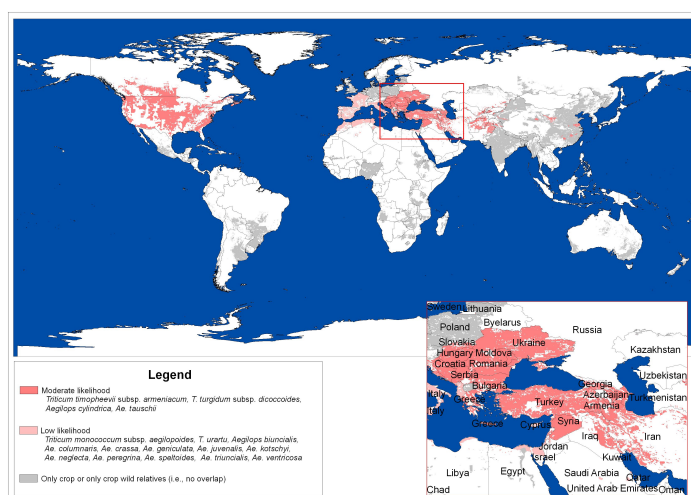 Sweden Lithuania
Poland
Byelarus
Russia
Slovakia
Ukraine
Hungary Moldova
Kazakhstan
Croatia Romania
Serbia
Uzbekistan
Bulgaria
Georgia
Italy
Greece
Turkey
Azerbaijan
Turkmenistan
Armenia
Italy
Greece
Cyprus
Syria
Iraq
Iran
Jordan
Israel
Kuwait
Libya
Egypt
Saudi Arabia
Qatar
Chad
United Arab Emirates Oman
Legend
Moderate likelihood
Triticum timopheevii subsp. armeniacum, T. turgidum subsp. dicoccoides,
Aegilops cylindrica, Ae. tauschii
Low likelihood
Triticum monococcum subsp. aegilopoides, T. urartu, Aegilops biuncialis,
Ae. columnaris, Ae. crassa, Ae. geniculata, Ae. juvenalis, Ae. kotschyi,
Ae. neglecta, Ae. peregrina, Ae. speltoides, Ae. triuncialis, Ae. ventricosa
Only crop or only crop wild relatives (i.e., no overlap)